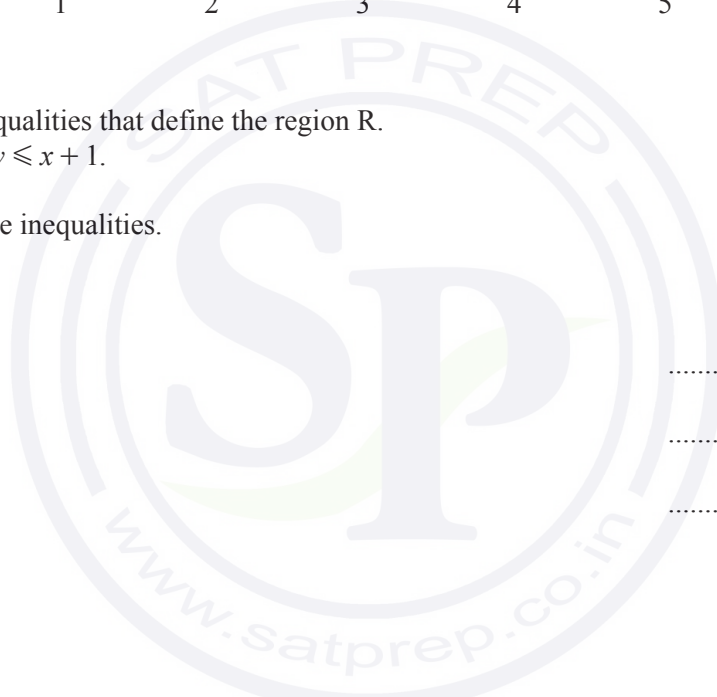 1 2 3 4 5
qualities that define the region R.
y ⩽ x + 1.
e inequalities.
.......
.......
.......
SAT PREP
SP
www.satprep.co.in